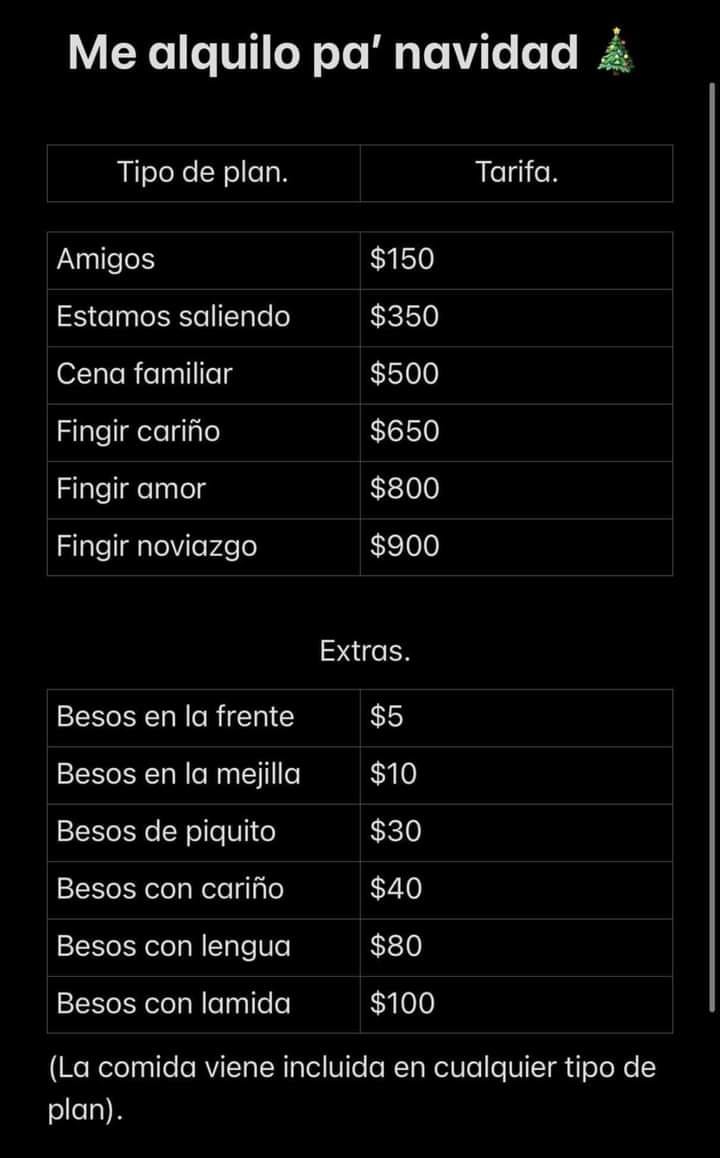 Me alquilo pa' navidad 🎄
Tipo de plan. Tarifa.
Amigos $150
Estamos saliendo $350
Cena familiar $500
Fingir cariño $650
Fingir amor $800
Fingir noviazgo $900
Extras.
Besos en la frente $5
Besos en la mejilla $10
Besos de piquito $30
Besos con cariño $40
Besos con lengua $80
Besos con lamida $100
(La comida viene incluida en cualquier tipo de
plan).